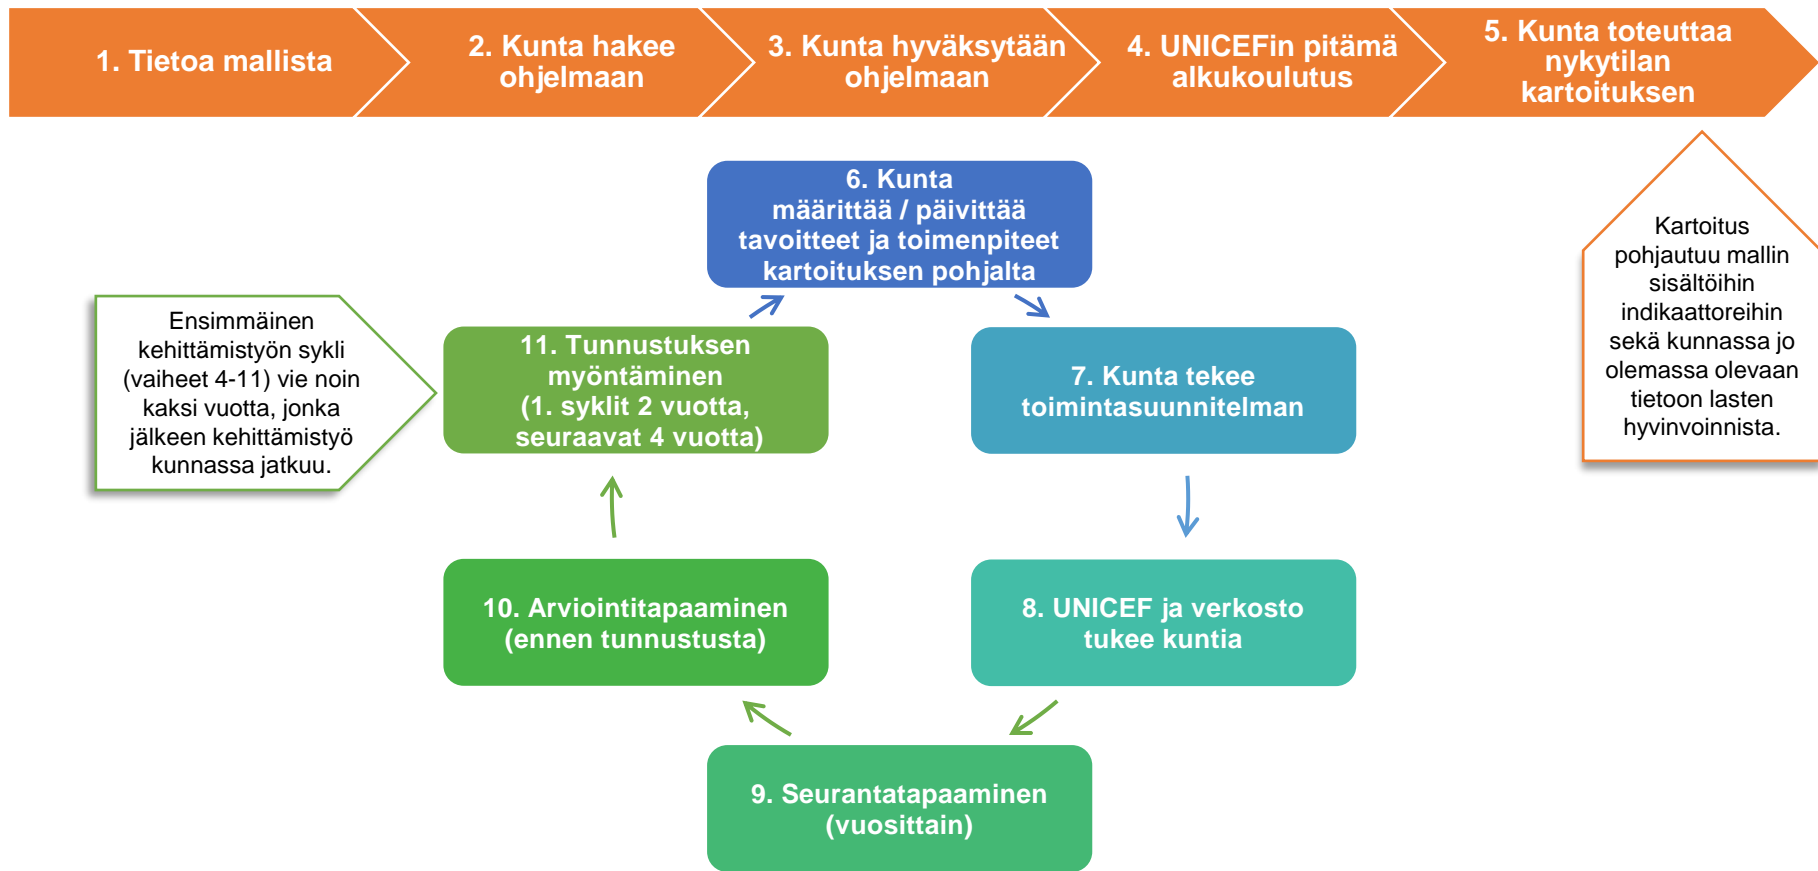 1. Tietoa mallista
2. Kunta hakee
ohjelmaan
3. Kunta hyväksytään
ohjelmaan
4. UNICEFin pitämä
alkukoulutus
5. Kunta toteuttaa
nykytilan
kartoituksen
6. Kunta
määrittää / päivittää
tavoitteet ja toimenpiteet
kartoituksen pohjalta
Kartoitus
pohjautuu mallin
sisältöihin
indikaattoreihin
sekä kunnassa jo
olemassa olevaan
tietoon lasten
hyvinvoinnista.
Ensimmäinen
kehittämistyön sykli
(vaiheet 4-11) vie noin
kaksi vuotta, jonka
jälkeen kehittämistyö
kunnassa jatkuu.
11. Tunnustuksen
myöntäminen
(1. syklit 2 vuotta,
seuraavat 4 vuotta)
7. Kunta tekee
toimintasuunnitelman
10. Arviointitapaaminen
(ennen tunnustusta)
8. UNICEF ja verkosto
tukee kuntia
9. Seurantatapaaminen
(vuosittain)